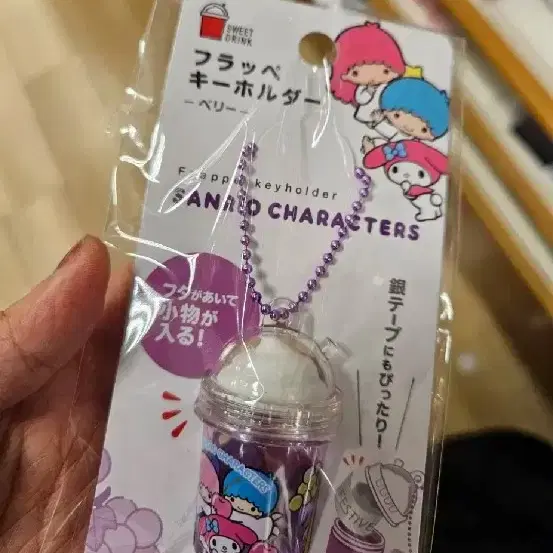 SWEET
DRINK
フラッペ
キーホルダー
-ベリー-
Frappe keyholder
SANRIO CHARACTERS
フタがあいて
小物が
入る!
銀テープにもぴったり!
CHARACTERS